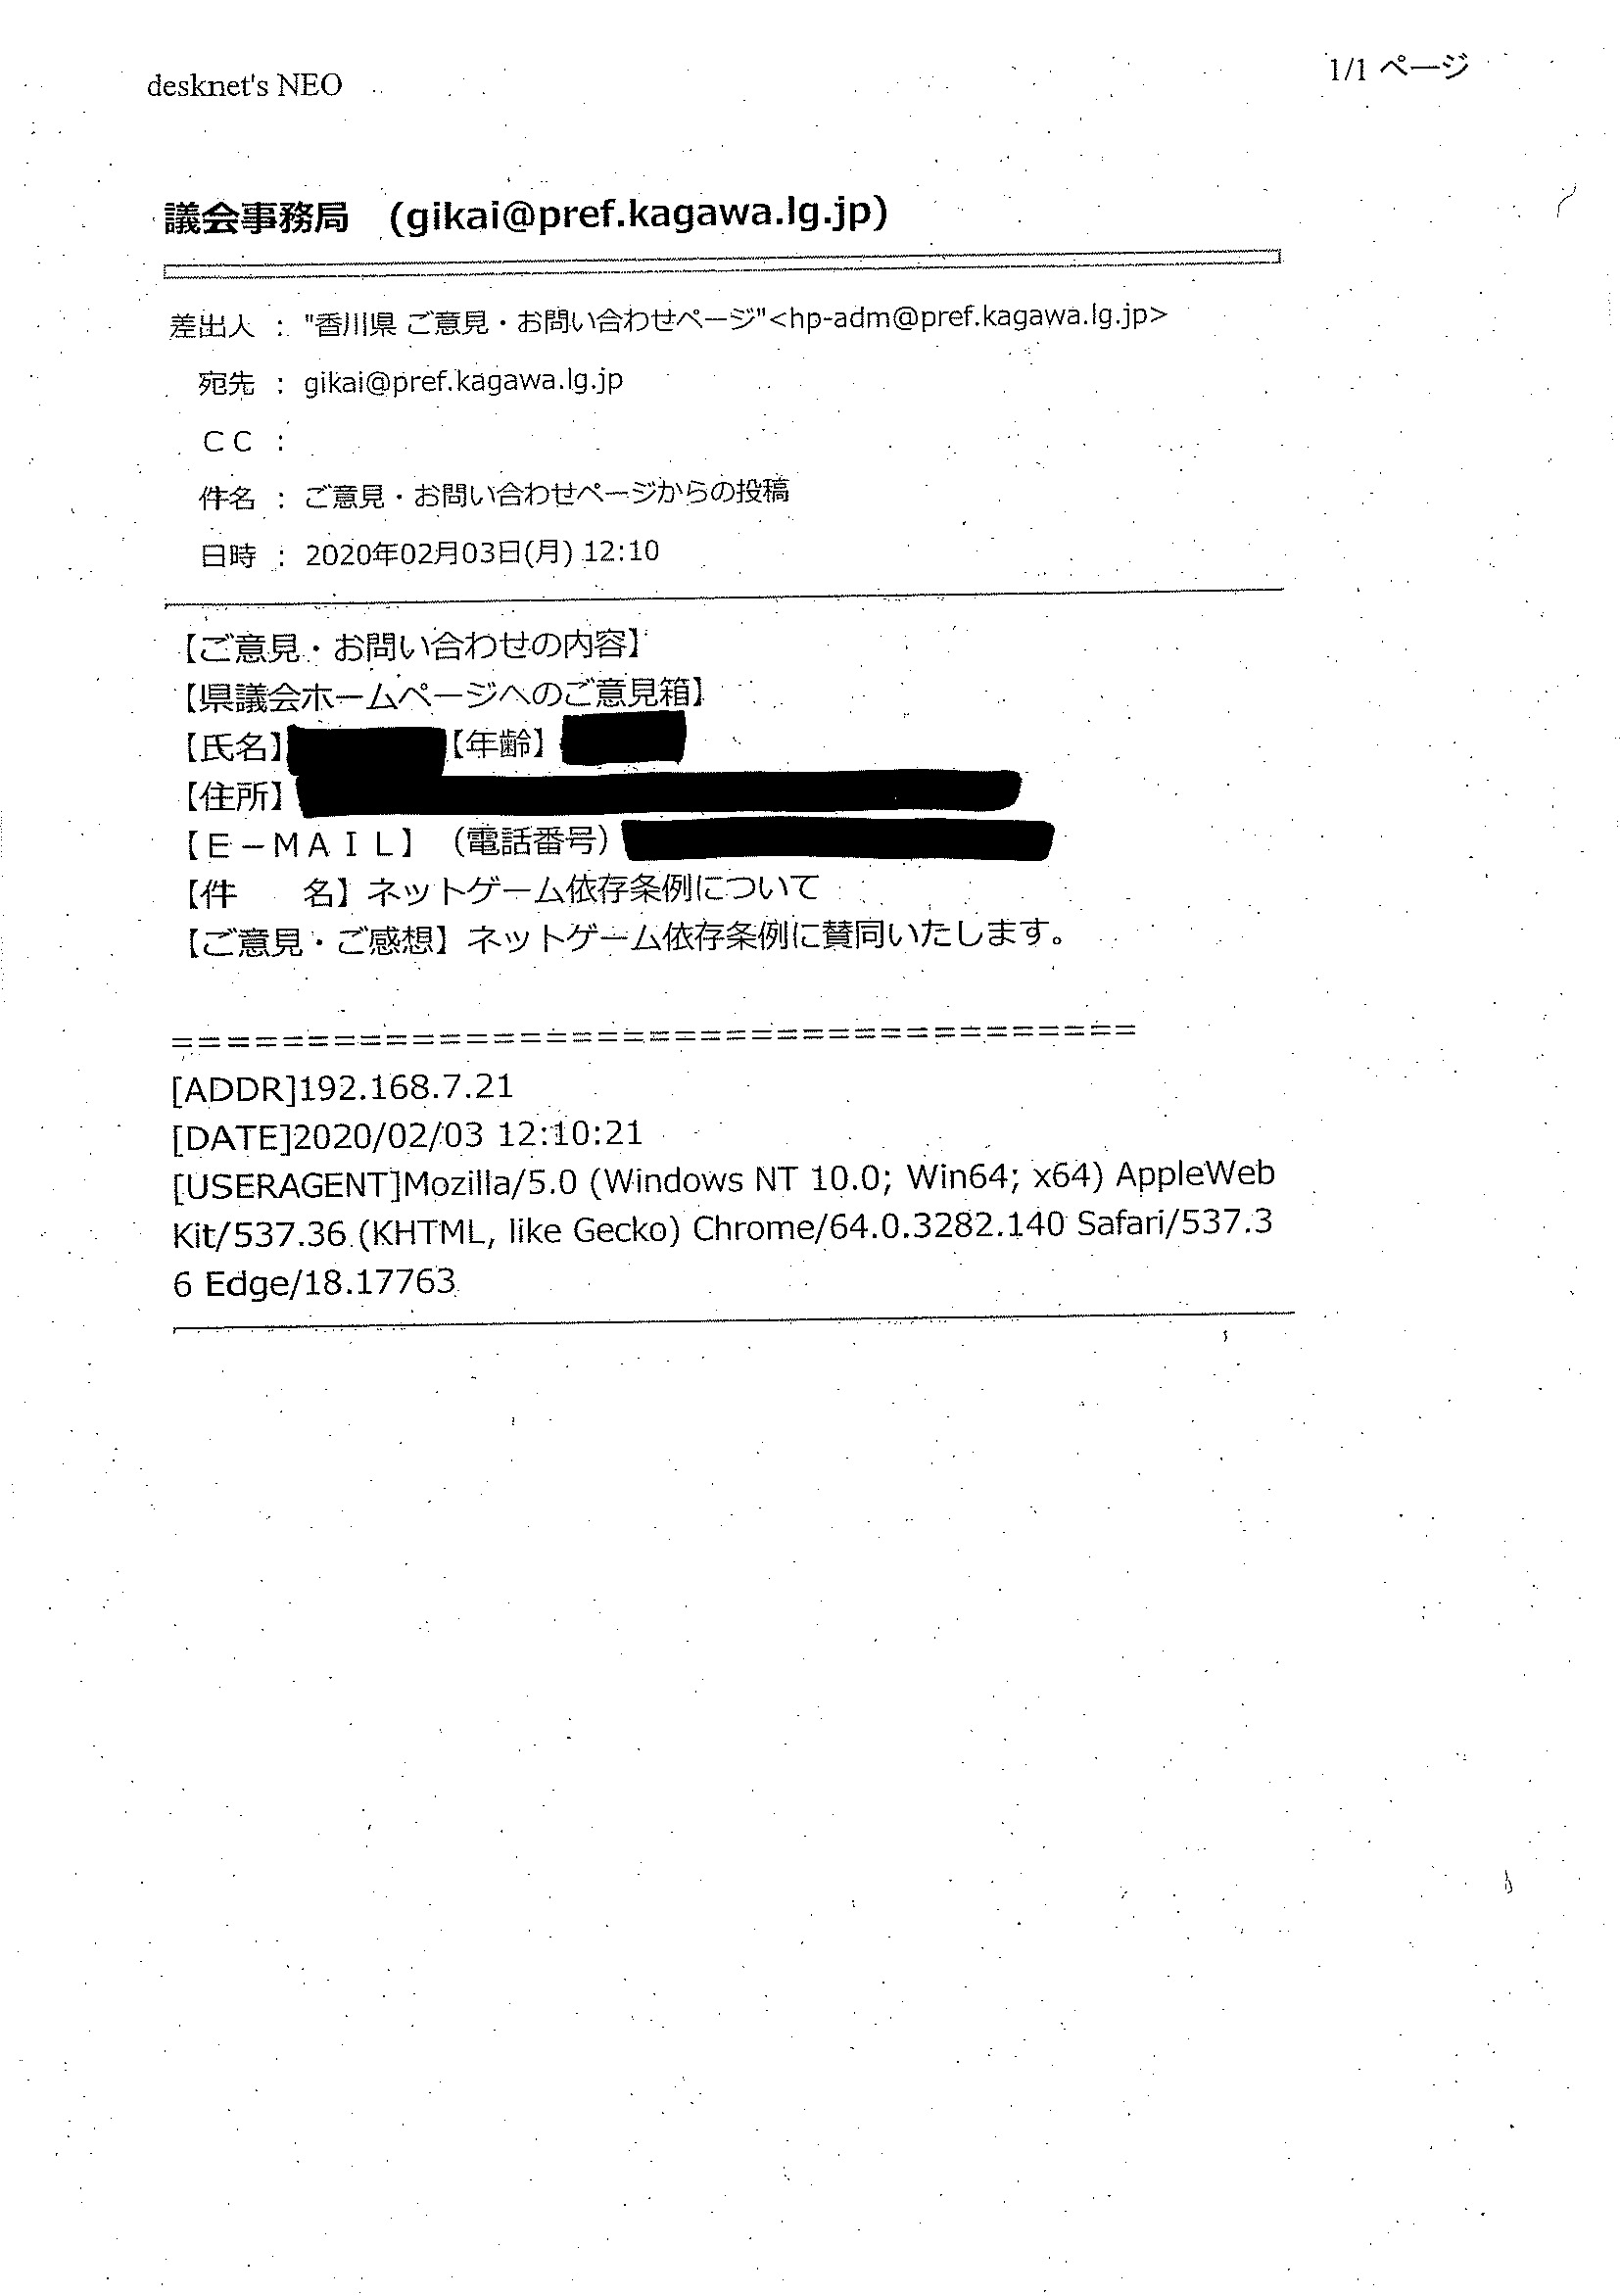 desknet's NEO
1/1 ページ
議会事務局 (gikai@pref.kagawa.lg.jp)
差出人 : "香川県 ご意見・お問い合わせページ"<hp-adm@pref.kagawa.lg.jp>
宛先 : gikai@pref.kagawa.lg.jp
CC :
件名 : ご意見・お問い合わせページからの投稿
日時 : 2020年02月03日(月) 12:10
【ご意見・お問い合わせの内容】
【県議会ホームページへのご意見箱】
【氏名】 【年齢】
【住所】
【E-MAIL】(電話番号)
【件　　名】ネットゲーム依存条例について
【ご意見・ご感想】ネットゲーム依存条例に賛同いたします。
=====================================
[ADDR]192.168.7.21
[DATE]2020/02/03 12:10:21
[USERAGENT]Mozilla/5.0 (Windows NT 10.0; Win64; x64) AppleWeb
Kit/537.36 (KHTML, like Gecko) Chrome/64.0.3282.140 Safari/537.3
6 Edge/18.17763